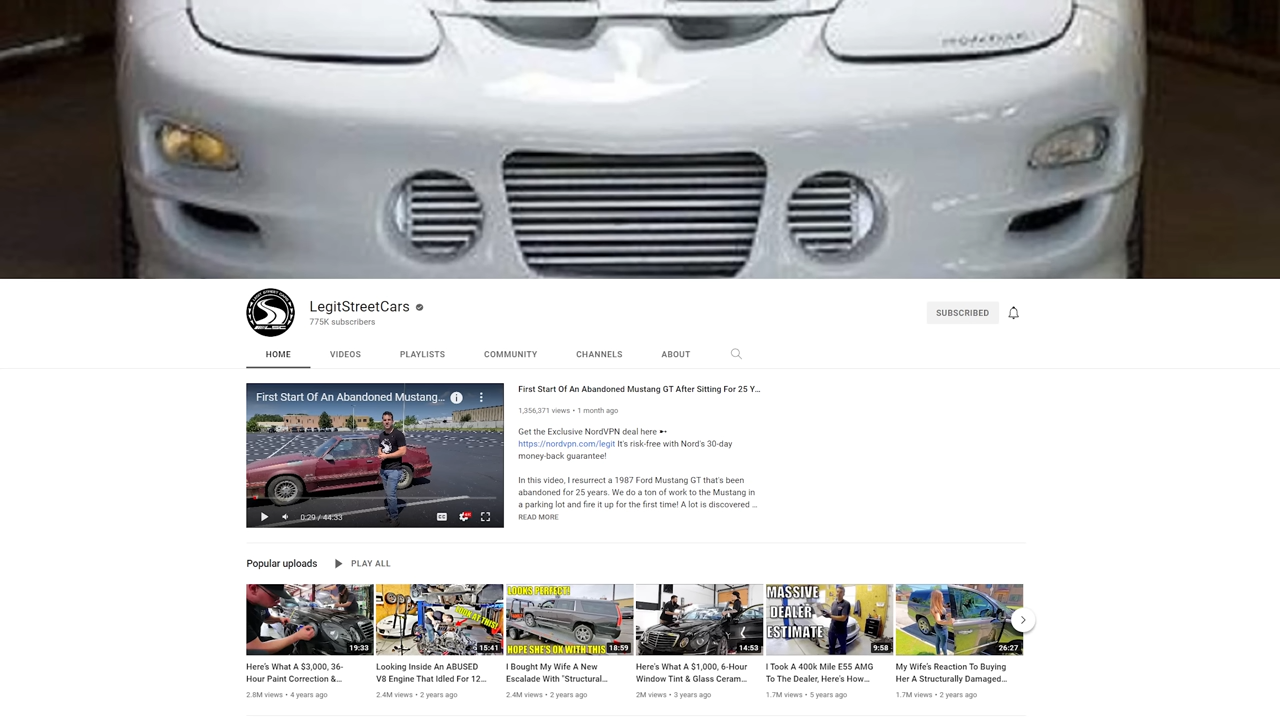 LegitStreetCars
775K subscribers
SUBSCRIBED
HOME
VIDEOS
PLAYLISTS
COMMUNITY
CHANNELS
ABOUT
First Start Of An Abandoned Mustang...
0:29 / 44:33
First Start Of An Abandoned Mustang GT After Sitting For 25 Y...
1,356,371 views • 1 month ago
Get the Exclusive NordVPN deal here ➼
https://nordvpn.com/legit It's risk-free with Nord's 30-day
money-back guarantee!
In this video, I resurrect a 1987 Ford Mustang GT that's been
abandoned for 25 years. We do a ton of work to the Mustang in
a parking lot and fire it up for the first time! A lot is discovered ...
READ MORE
Popular uploads
PLAY ALL
19:33
LOOK AT THIS!
15:41
LOOKS PERFECT!
HOPE SHE'S OK WITH THIS
18:59
14:53
MASSIVE
DEALER
ESTIMATE
9:58
26:27
Here's What A $3,000, 36-
Hour Paint Correction &...
2.8M views • 4 years ago
Looking Inside An ABUSED
V8 Engine That Idled For 12...
2.4M views • 2 years ago
I Bought My Wife A New
Escalade With "Structural...
2.4M views • 2 years ago
Here's What A $1,000, 6-Hour
Window Tint & Glass Ceram...
2M views • 3 years ago
I Took A 400k Mile E55 AMG
To The Dealer, Here's How...
1.7M views • 5 years ago
My Wife's Reaction To Buying
Her A Structurally Damaged...
1.7M views • 2 years ago